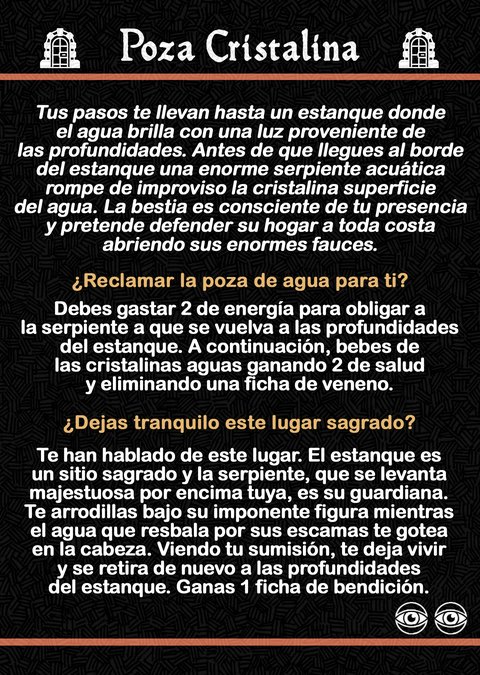 Poza Cristalina
Tus pasos te llevan hasta un estanque donde
el agua brilla con una luz proveniente de
las profundidades. Antes de que llegues al borde
del estanque una enorme serpiente acuática
rompe de improviso la cristalina superficie
del agua. La bestia es consciente de tu presencia
y pretende defender su hogar a toda costa
abriendo sus enormes fauces.
¿Reclamar la poza de agua para ti?
Debes gastar 2 de energía para obligar a
la serpiente a que se vuelva a las profundidades
del estanque. A continuación, bebes de
las cristalinas aguas ganando 2 de salud
y eliminando una ficha de veneno.
¿Dejas tranquilo este lugar sagrado?
Te han hablado de este lugar. El estanque es
un sitio sagrado y la serpiente, que se levanta
majestuosa por encima tuya, es su guardiana.
Te arrodillas bajo su imponente figura mientras
el agua que resbala por sus escamas te gotea
en la cabeza. Viendo tu sumisión, te deja vivir
y se retira de nuevo a las profundidades
del estanque. Ganas 1 ficha de bendición.